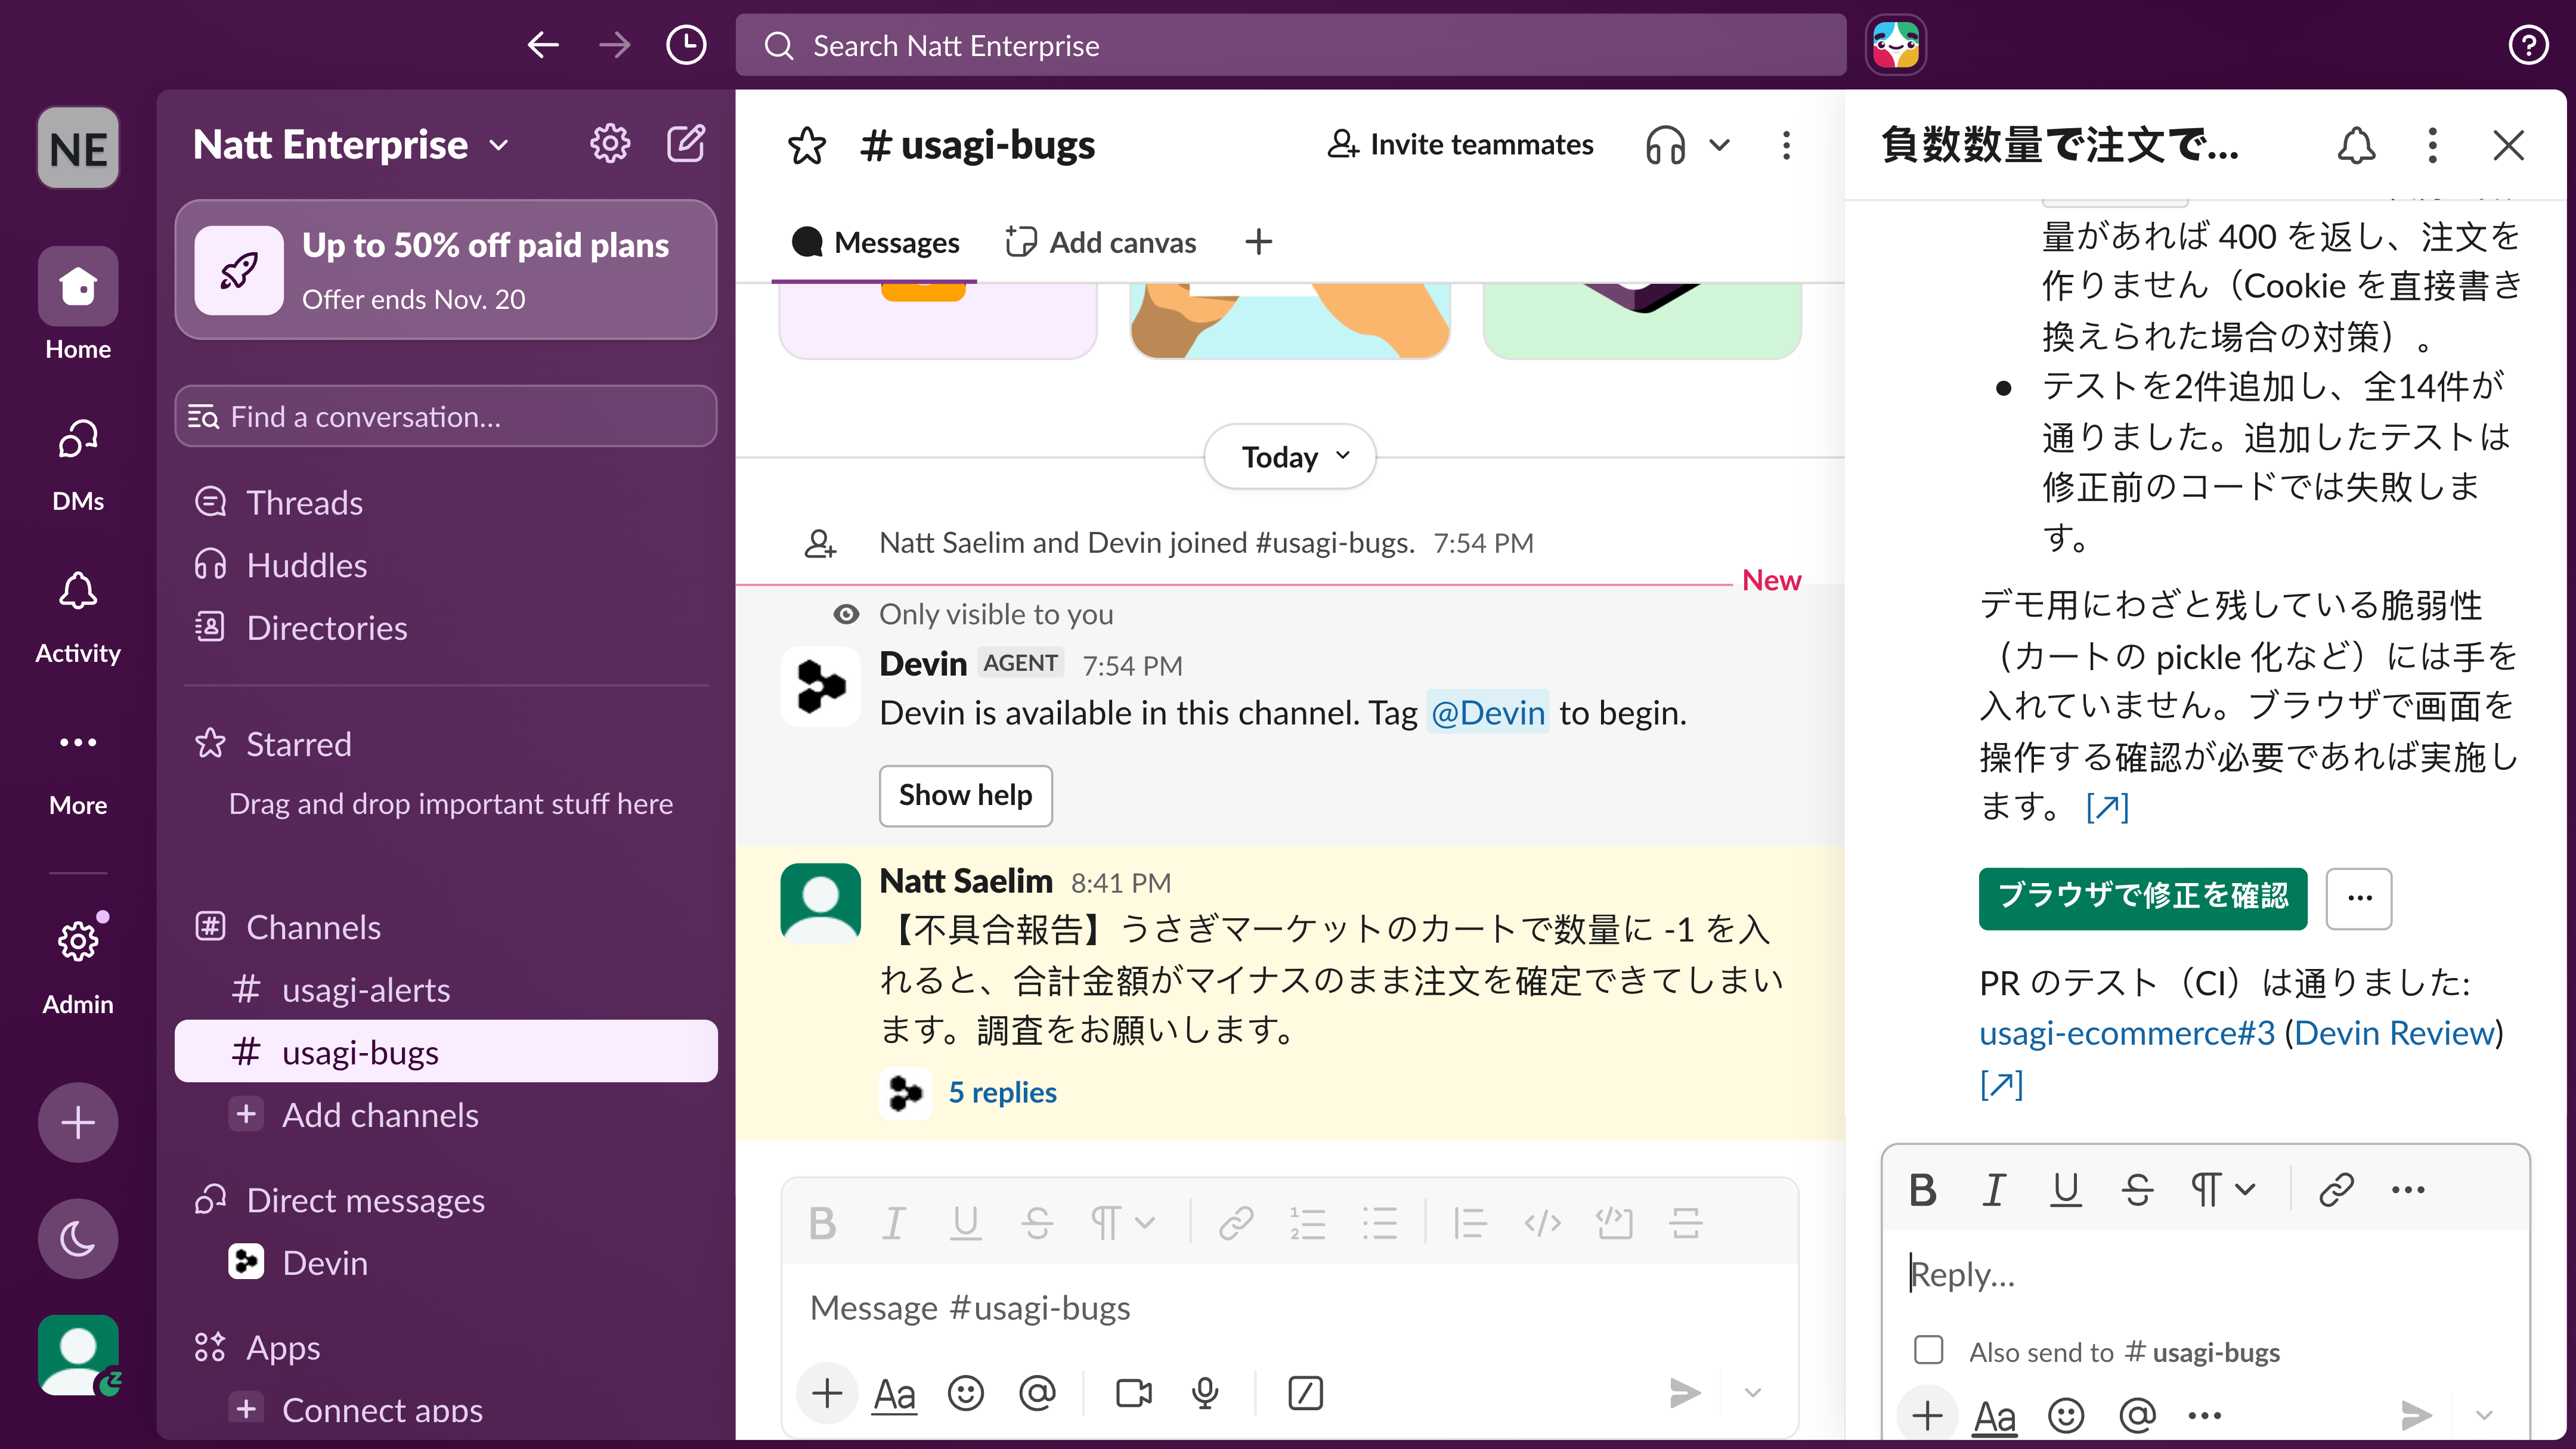 Search Natt Enterprise
NE
Home
DMs
Activity
More
Admin
Natt Enterprise
Up to 50% off paid plans
Offer ends Nov. 20
Find a conversation...
Threads
Huddles
Directories
Starred
Drag and drop important stuff here
Channels
# usagi-alerts
# usagi-bugs
+ Add channels
Direct messages
Devin
Apps
+ Connect apps
# usagi-bugs
Invite teammates
Messages
Add canvas
Today
Natt Saelim and Devin joined #usagi-bugs. 7:54 PM
New
Only visible to you
Devin AGENT 7:54 PM
Devin is available in this channel. Tag @Devin to begin.
Show help
Natt Saelim 8:41 PM
【不具合報告】うさぎマーケットのカートで数量に -1 を入
れると、合計金額がマイナスのまま注文を確定できてしまい
ます。調査をお願いします。
5 replies
Message #usagi-bugs
Aa
負数数量で注文で...
量があれば 400 を返し、注文を
作りません（Cookie を直接書き
換えられた場合の対策）。
• テストを2件追加し、全14件が
通りました。追加したテストは
修正前のコードでは失敗しま
す。
デモ用にわざと残している脆弱性
（カートの pickle 化など）には手を
入れていません。ブラウザで画面を
操作する確認が必要であれば実施し
ます。 [↗]
ブラウザで修正を確認
PR のテスト（CI）は通りました:
usagi-ecommerce#3 (Devin Review)
[↗]
B I U S
Reply...
Also send to # usagi-bugs
Aa